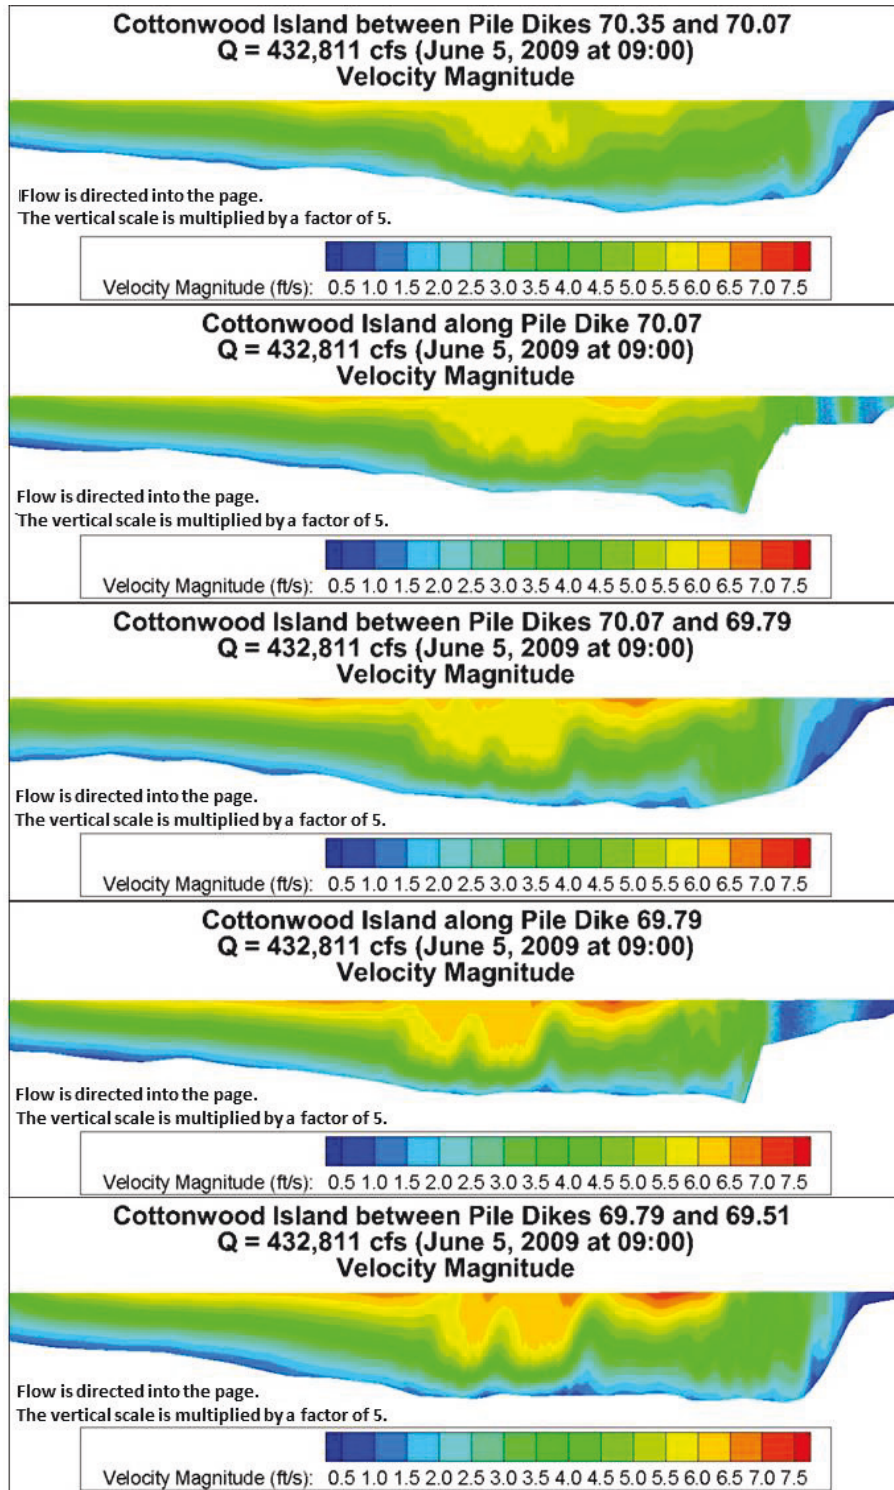 Cottonwood Island between Pile Dikes 70.35 and 70.07
Q = 432,811 cfs (June 5, 2009 at 09:00)
Velocity Magnitude
Flow is directed into the page.
The vertical scale is multiplied by a factor of 5.
Velocity Magnitude (ft/s): 0.5 1.0 1.5 2.0 2.5 3.0 3.5 4.0 4.5 5.0 5.5 6.0 6.5 7.0 7.5
Cottonwood Island along Pile Dike 70.07
Q = 432,811 cfs (June 5, 2009 at 09:00)
Velocity Magnitude
Flow is directed into the page.
The vertical scale is multiplied by a factor of 5.
Velocity Magnitude (ft/s): 0.5 1.0 1.5 2.0 2.5 3.0 3.5 4.0 4.5 5.0 5.5 6.0 6.5 7.0 7.5
Cottonwood Island between Pile Dikes 70.07 and 69.79
Q = 432,811 cfs (June 5, 2009 at 09:00)
Velocity Magnitude
Flow is directed into the page.
The vertical scale is multiplied by a factor of 5.
Velocity Magnitude (ft/s): 0.5 1.0 1.5 2.0 2.5 3.0 3.5 4.0 4.5 5.0 5.5 6.0 6.5 7.0 7.5
Cottonwood Island along Pile Dike 69.79
Q = 432,811 cfs (June 5, 2009 at 09:00)
Velocity Magnitude
Flow is directed into the page.
The vertical scale is multiplied by a factor of 5.
Velocity Magnitude (ft/s): 0.5 1.0 1.5 2.0 2.5 3.0 3.5 4.0 4.5 5.0 5.5 6.0 6.5 7.0 7.5
Cottonwood Island between Pile Dikes 69.79 and 69.51
Q = 432,811 cfs (June 5, 2009 at 09:00)
Velocity Magnitude
Flow is directed into the page.
The vertical scale is multiplied by a factor of 5.
Velocity Magnitude (ft/s): 0.5 1.0 1.5 2.0 2.5 3.0 3.5 4.0 4.5 5.0 5.5 6.0 6.5 7.0 7.5